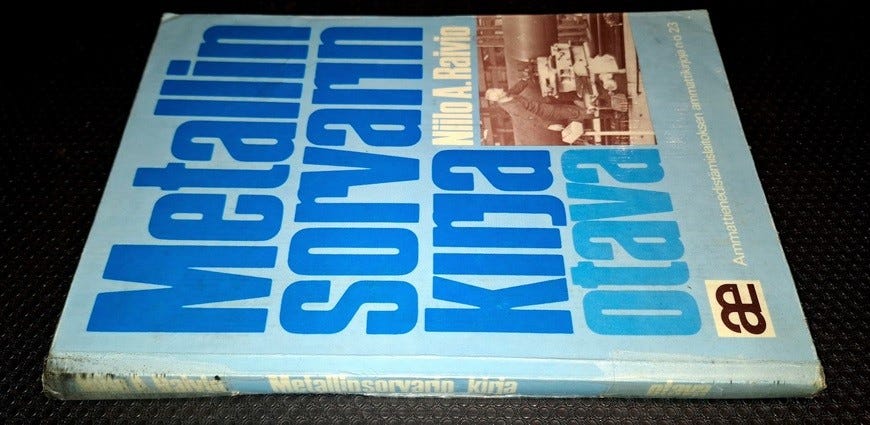 Metallin
sorvarin
kirja
Niilo A. Raivio
otava
Ammattienedistämislaitoksen ammattikirjoja n:o 23
æ
Niilo A. Raivio
Metallinsorvarin kirja
otava